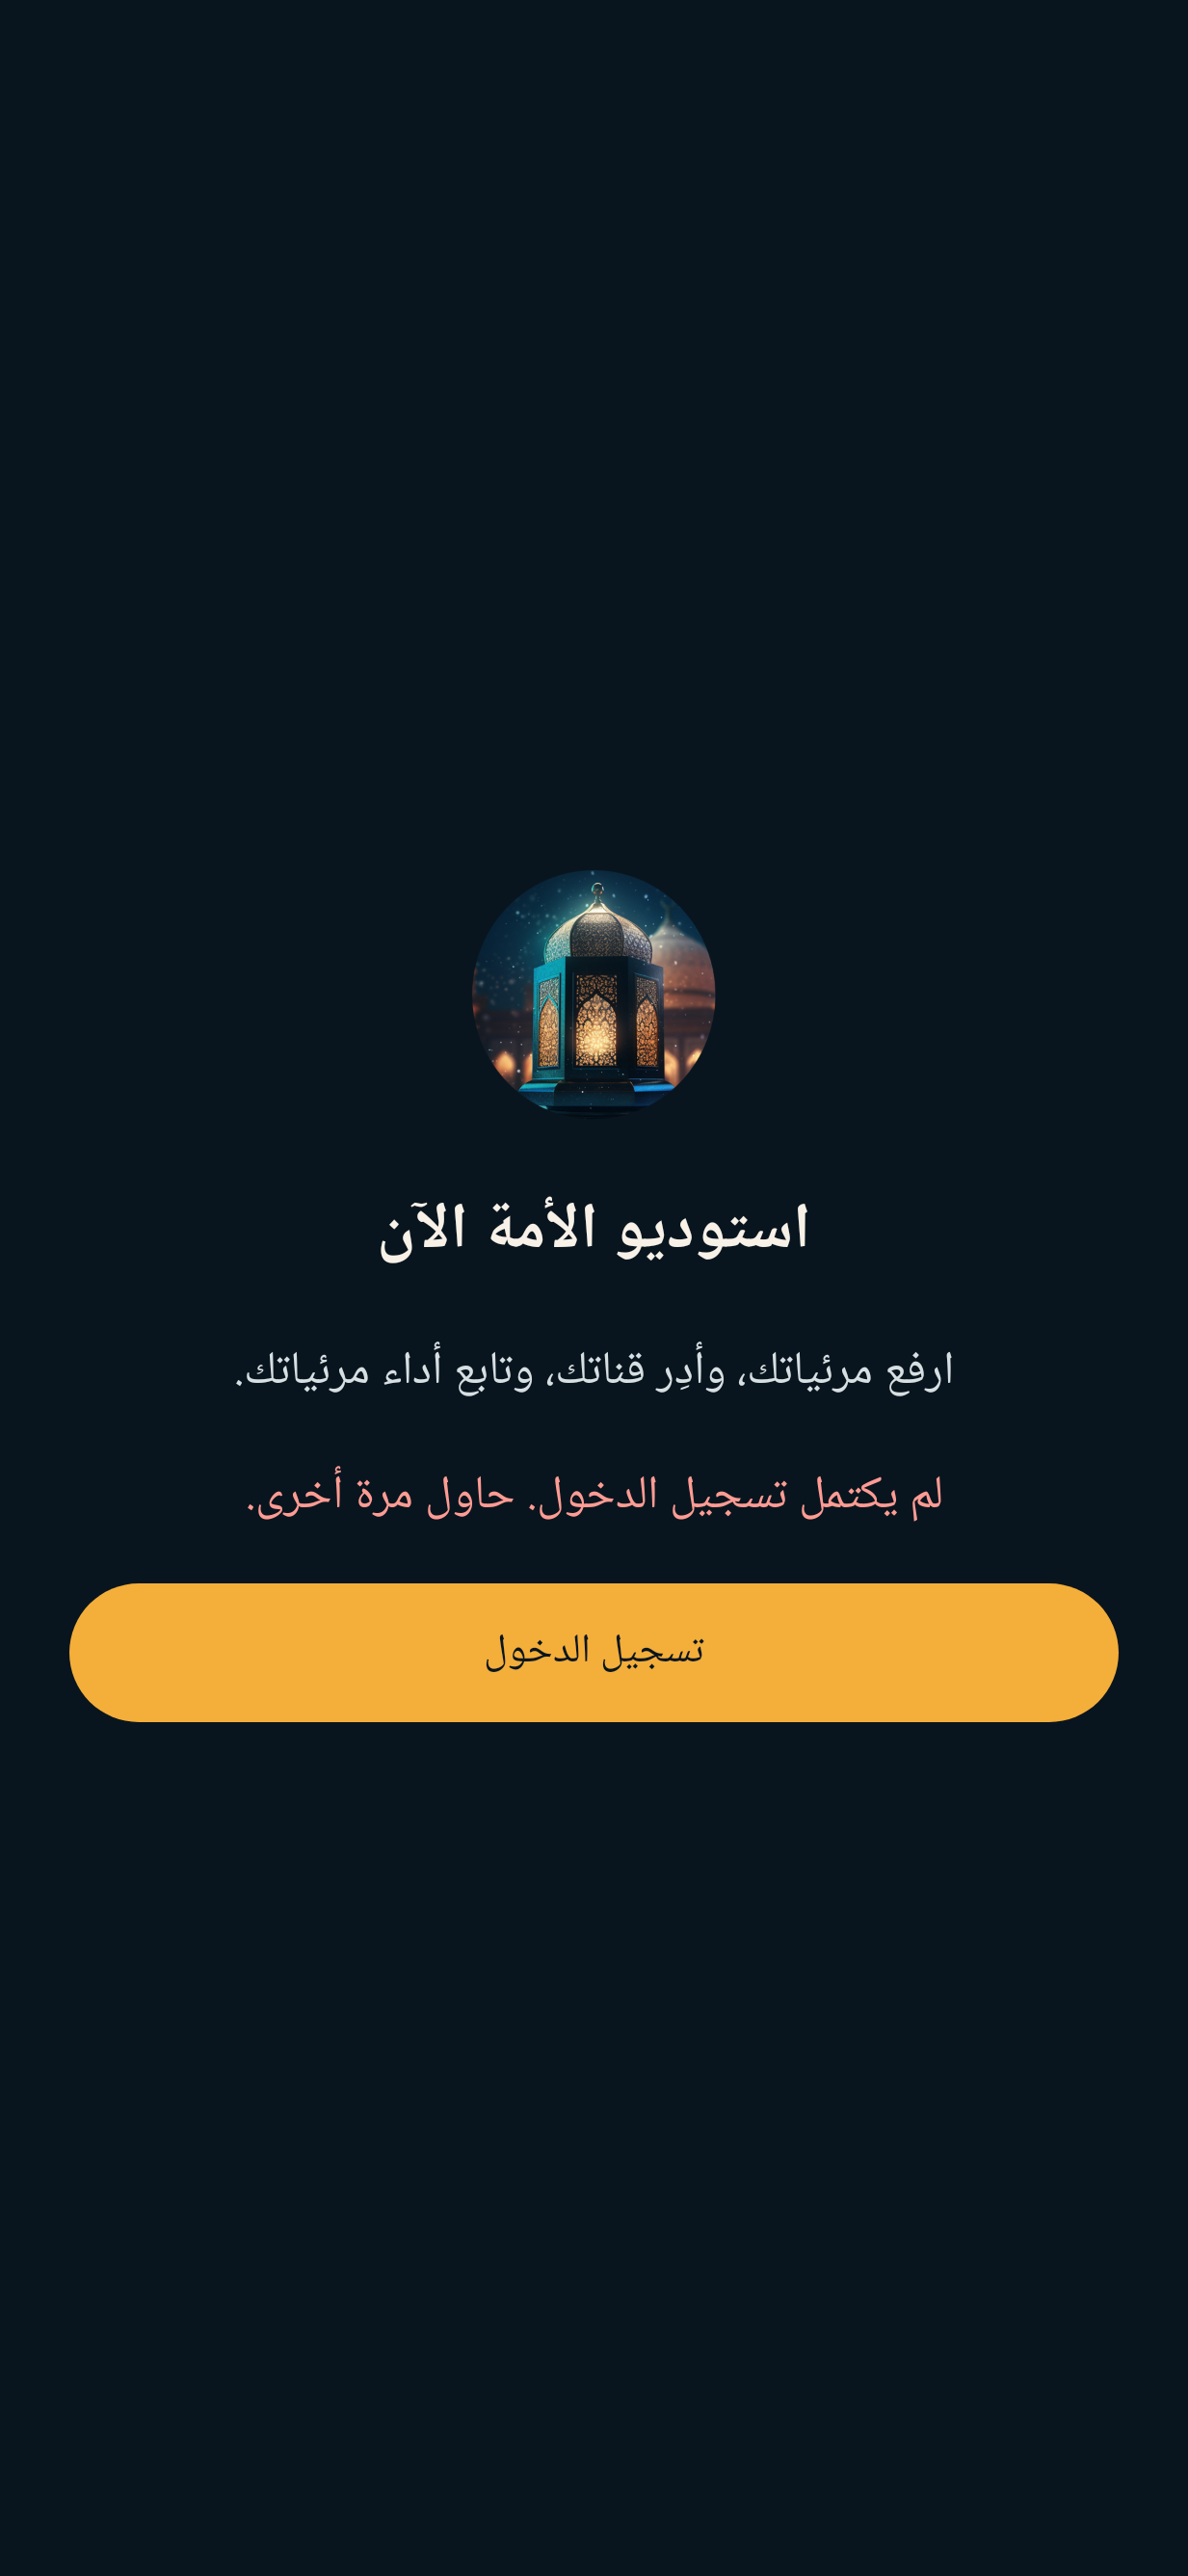 استوديو الأمة الآن
ارفع مرئياتك، وأدِر قناتك، وتابع أداء مرئياتك.
لم يكتمل تسجيل الدخول. حاول مرة أخرى.
تسجيل الدخول